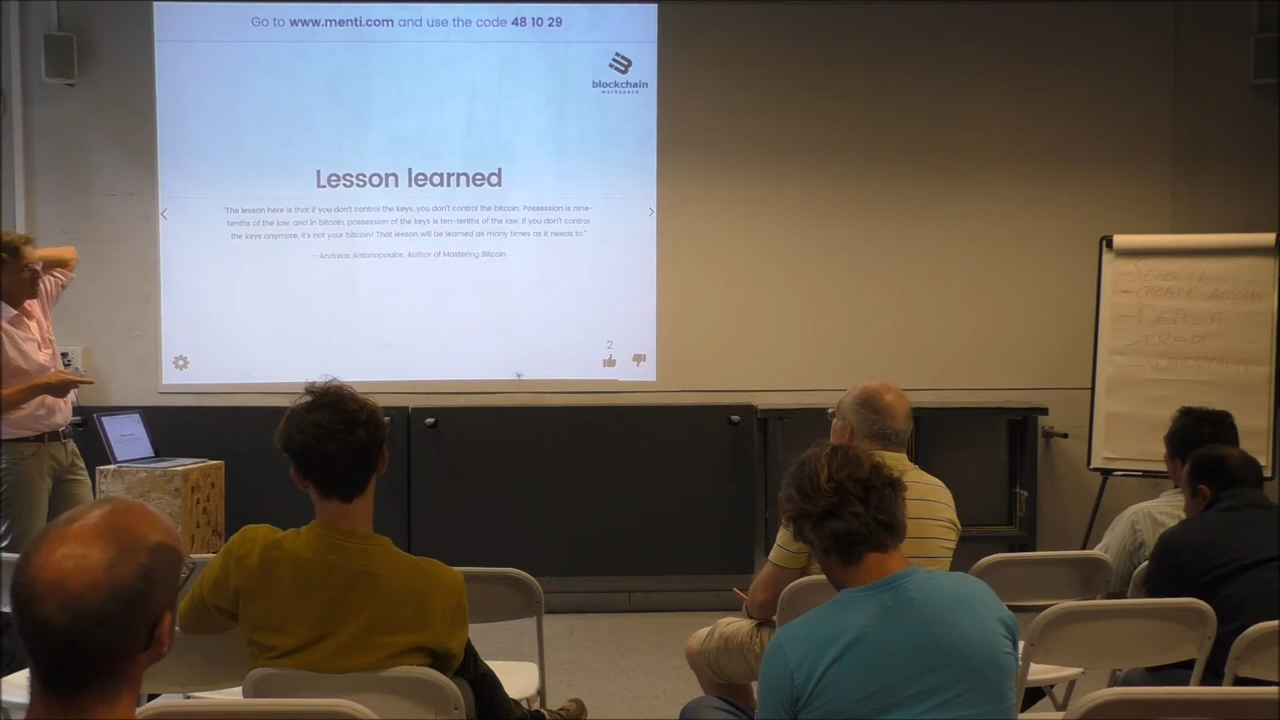 Go to www.menti.com and use the code 48 10 29
blockchain
workspace
Lesson learned
"The lesson here is that if you don't control the keys, you don't control the bitcoin. Possession is nine-
tenths of the law, and in bitcoin, possession of the keys is ten-tenths of the law. If you don't control
the keys anymore, it's not your bitcoin! That lesson will be learned as many times as it needs to."
- Andreas Antonopoulos, Author of Mastering Bitcoin
2
- CREATE
- DEPOSIT
- TRADE